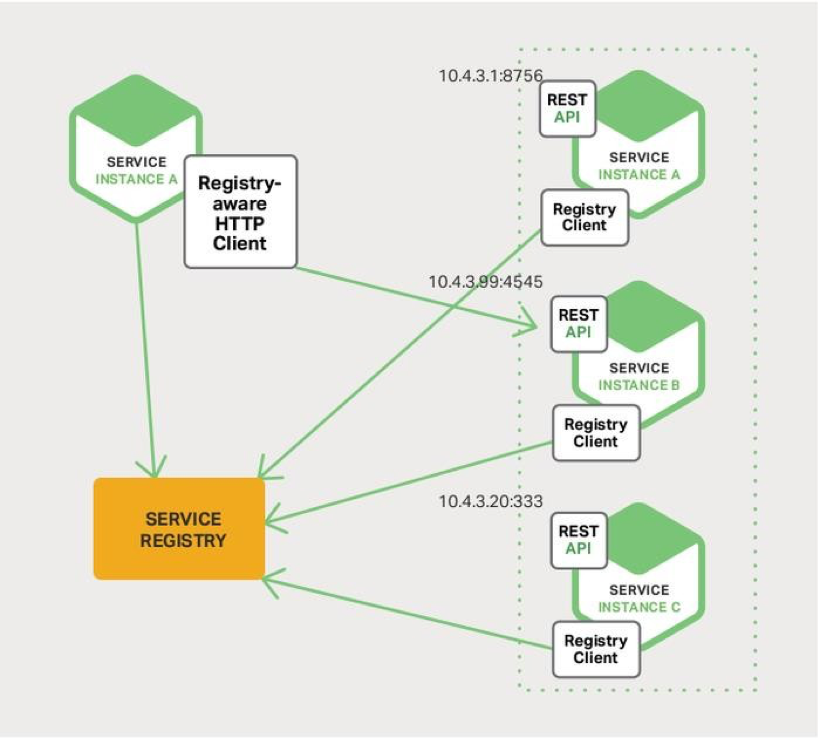 SERVICE
INSTANCE A
Registry-
aware
HTTP
Client
10.4.3.1:8756
REST
API
SERVICE
INSTANCE A
Registry
Client
10.4.3.99:4545
REST
API
SERVICE
INSTANCE B
Registry
Client
10.4.3.20:333
REST
API
SERVICE
INSTANCE C
Registry
Client
SERVICE
REGISTRY